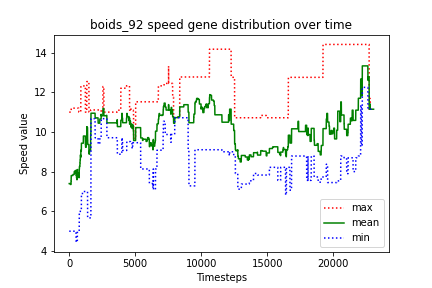 boids_92 speed gene distribution over time
14
12
10
8
6
4
Speed value
0
5000
10000
15000
20000
Timesteps
max
mean
min